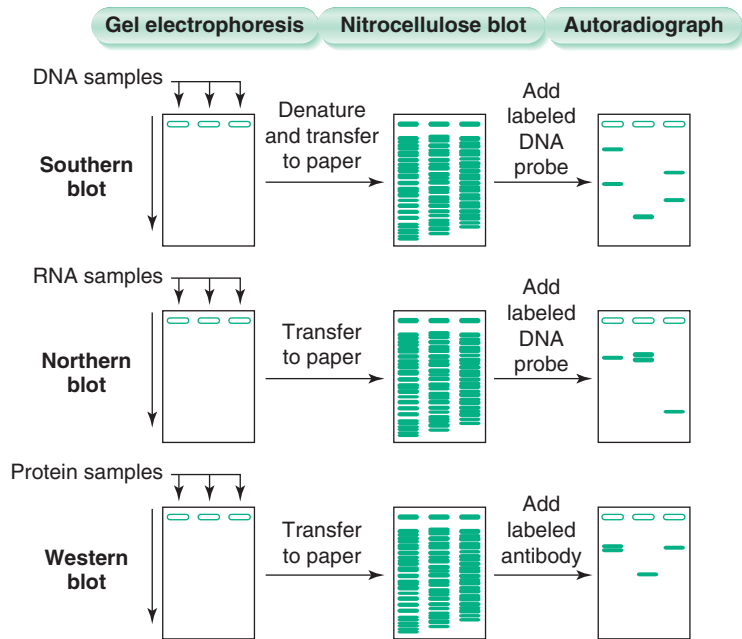 Gel electrophoresis
Nitrocellulose blot
Autoradiograph
DNA samples
Southern
blot
Denature
and transfer
to paper
Add
labeled
DNA
probe
RNA samples
Northern
blot
Transfer
to paper
Add
labeled
DNA
probe
Protein samples
Western
blot
Transfer
to paper
Add
labeled
antibody